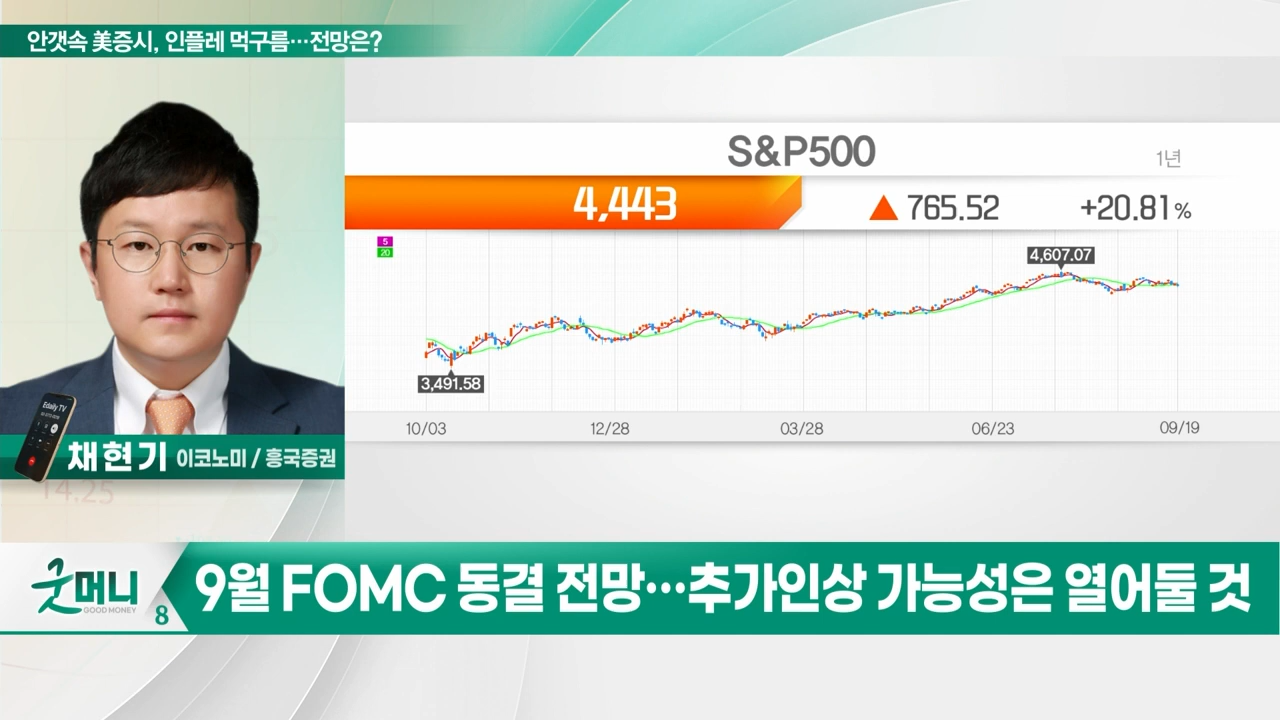 안갯속 美증시, 인플레 먹구름…전망은?
S&P500
1년
4,443
▲ 765.52
+20.81%
5
20
4,607.07
3,491.58
10/03
12/28
03/28
06/23
09/19
Edaily TV
채현기 이코노미 / 흥국증권
14.25
굿머니
GOOD MONEY
8
9월 FOMC 동결 전망…추가인상 가능성은 열어둘 것